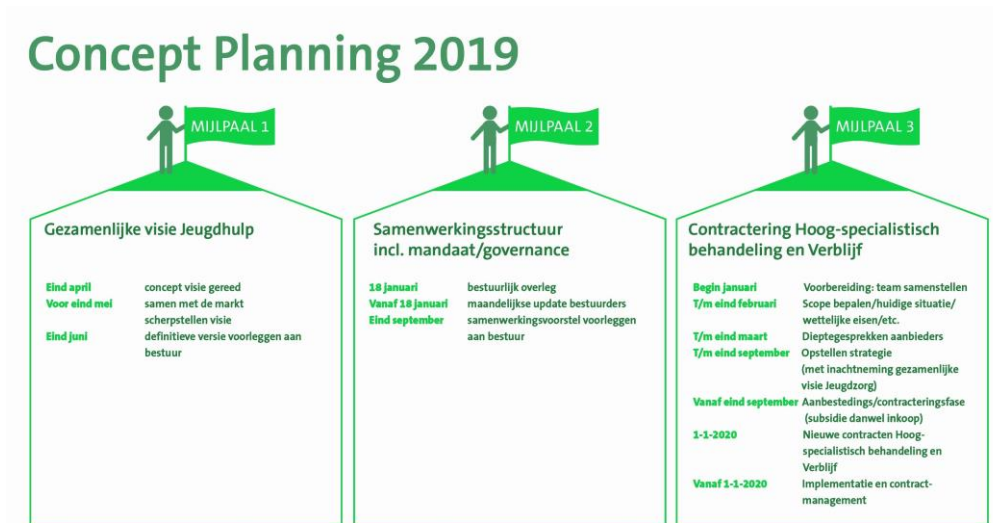 Concept Planning 2019
MIJLPAAL 1
Gezamenlijke visie Jeugdhulp
Eind april concept visie gereed
Voor eind mei samen met de markt
scherpstellen visie
Eind juni definitieve versie voorleggen aan
bestuur
MIJLPAAL 2
Samenwerkingsstructuur
incl. mandaat/governance
18 januari bestuurlijk overleg
Vanaf 18 januari maandelijkse update bestuurders
Eind september samenwerkingsvoorstel voorleggen
aan bestuur
MIJLPAAL 3
Contractering Hoog-specialistisch
behandeling en Verblijf
Begin januari Voorbereiding: team samenstellen
T/m eind februari Scope bepalen/huidige situatie/
wettelijke eisen/etc.
T/m eind maart Dieptegesprekken aanbieders
T/m eind september Opstellen strategie
(met inachtneming gezamenlijke
visie Jeugdzorg)
Vanaf eind september Aanbestedings/contracteringsfase
(subsidie danwel inkoop)
1-1-2020 Nieuwe contracten Hoog-
specialistisch behandeling en
Verblijf
Vanaf 1-1-2020 Implementatie en contract-
management